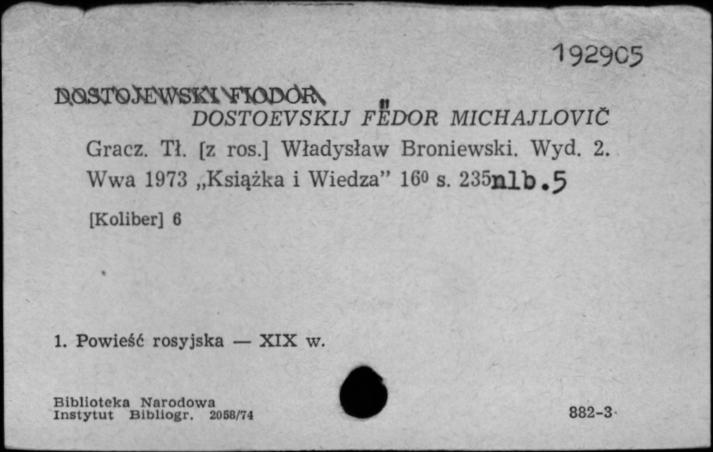 192905
DOSTOJEWSKI FIODOR
DOSTOEVSKIJ FËDOR MICHAJLOVIČ
Gracz. Tł. [z ros.] Władysław Broniewski. Wyd. 2.
Wwa 1973 „Książka i Wiedza” 16⁰ s. 235nlb.5
[Koliber] 6
1. Powieść rosyjska — XIX w.
Biblioteka Narodowa
Instytut Bibliogr. 2058/74
882-3